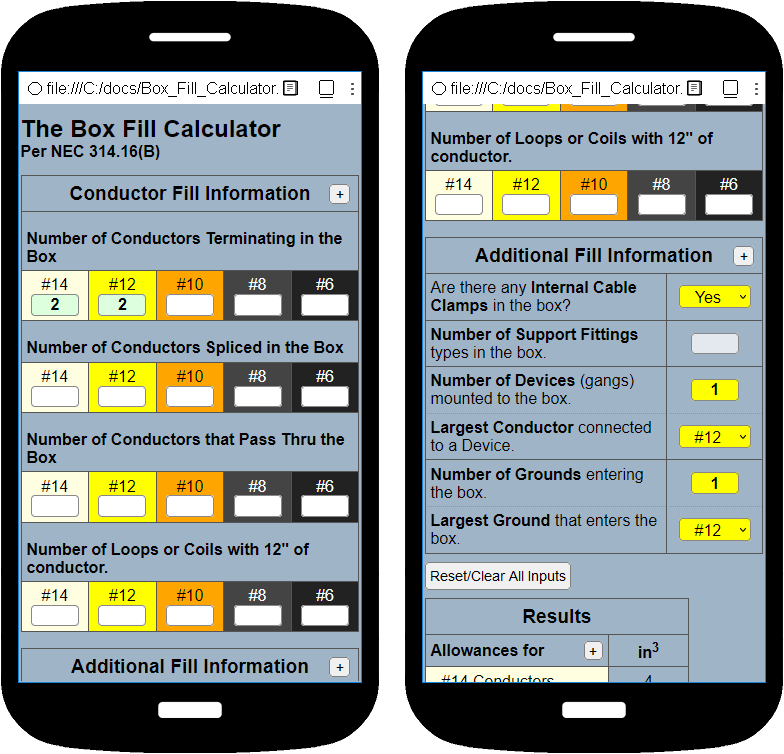 file:///C:/docs/Box_Fill_Calculator.
The Box Fill Calculator
Per NEC 314.16(B)
Conductor Fill Information +
Number of Conductors Terminating in the
Box
#14 #12 #10 #8 #6
2 2
Number of Conductors Spliced in the Box
#14 #12 #10 #8 #6
Number of Conductors that Pass Thru the
Box
#14 #12 #10 #8 #6
Number of Loops or Coils with 12" of
conductor.
#14 #12 #10 #8 #6
Additional Fill Information +
file:///C:/docs/Box_Fill_Calculator.
Number of Loops or Coils with 12" of
conductor.
#14 #12 #10 #8 #6
Additional Fill Information +
Are there any Internal Cable
Clamps in the box? Yes
Number of Support Fittings
types in the box.
Number of Devices (gangs)
mounted to the box. 1
Largest Conductor connected
to a Device. #12
Number of Grounds entering
the box. 1
Largest Ground that enters the
box. #12
Reset/Clear All Inputs
Results
Allowances for + in³
#14 Conductors 4